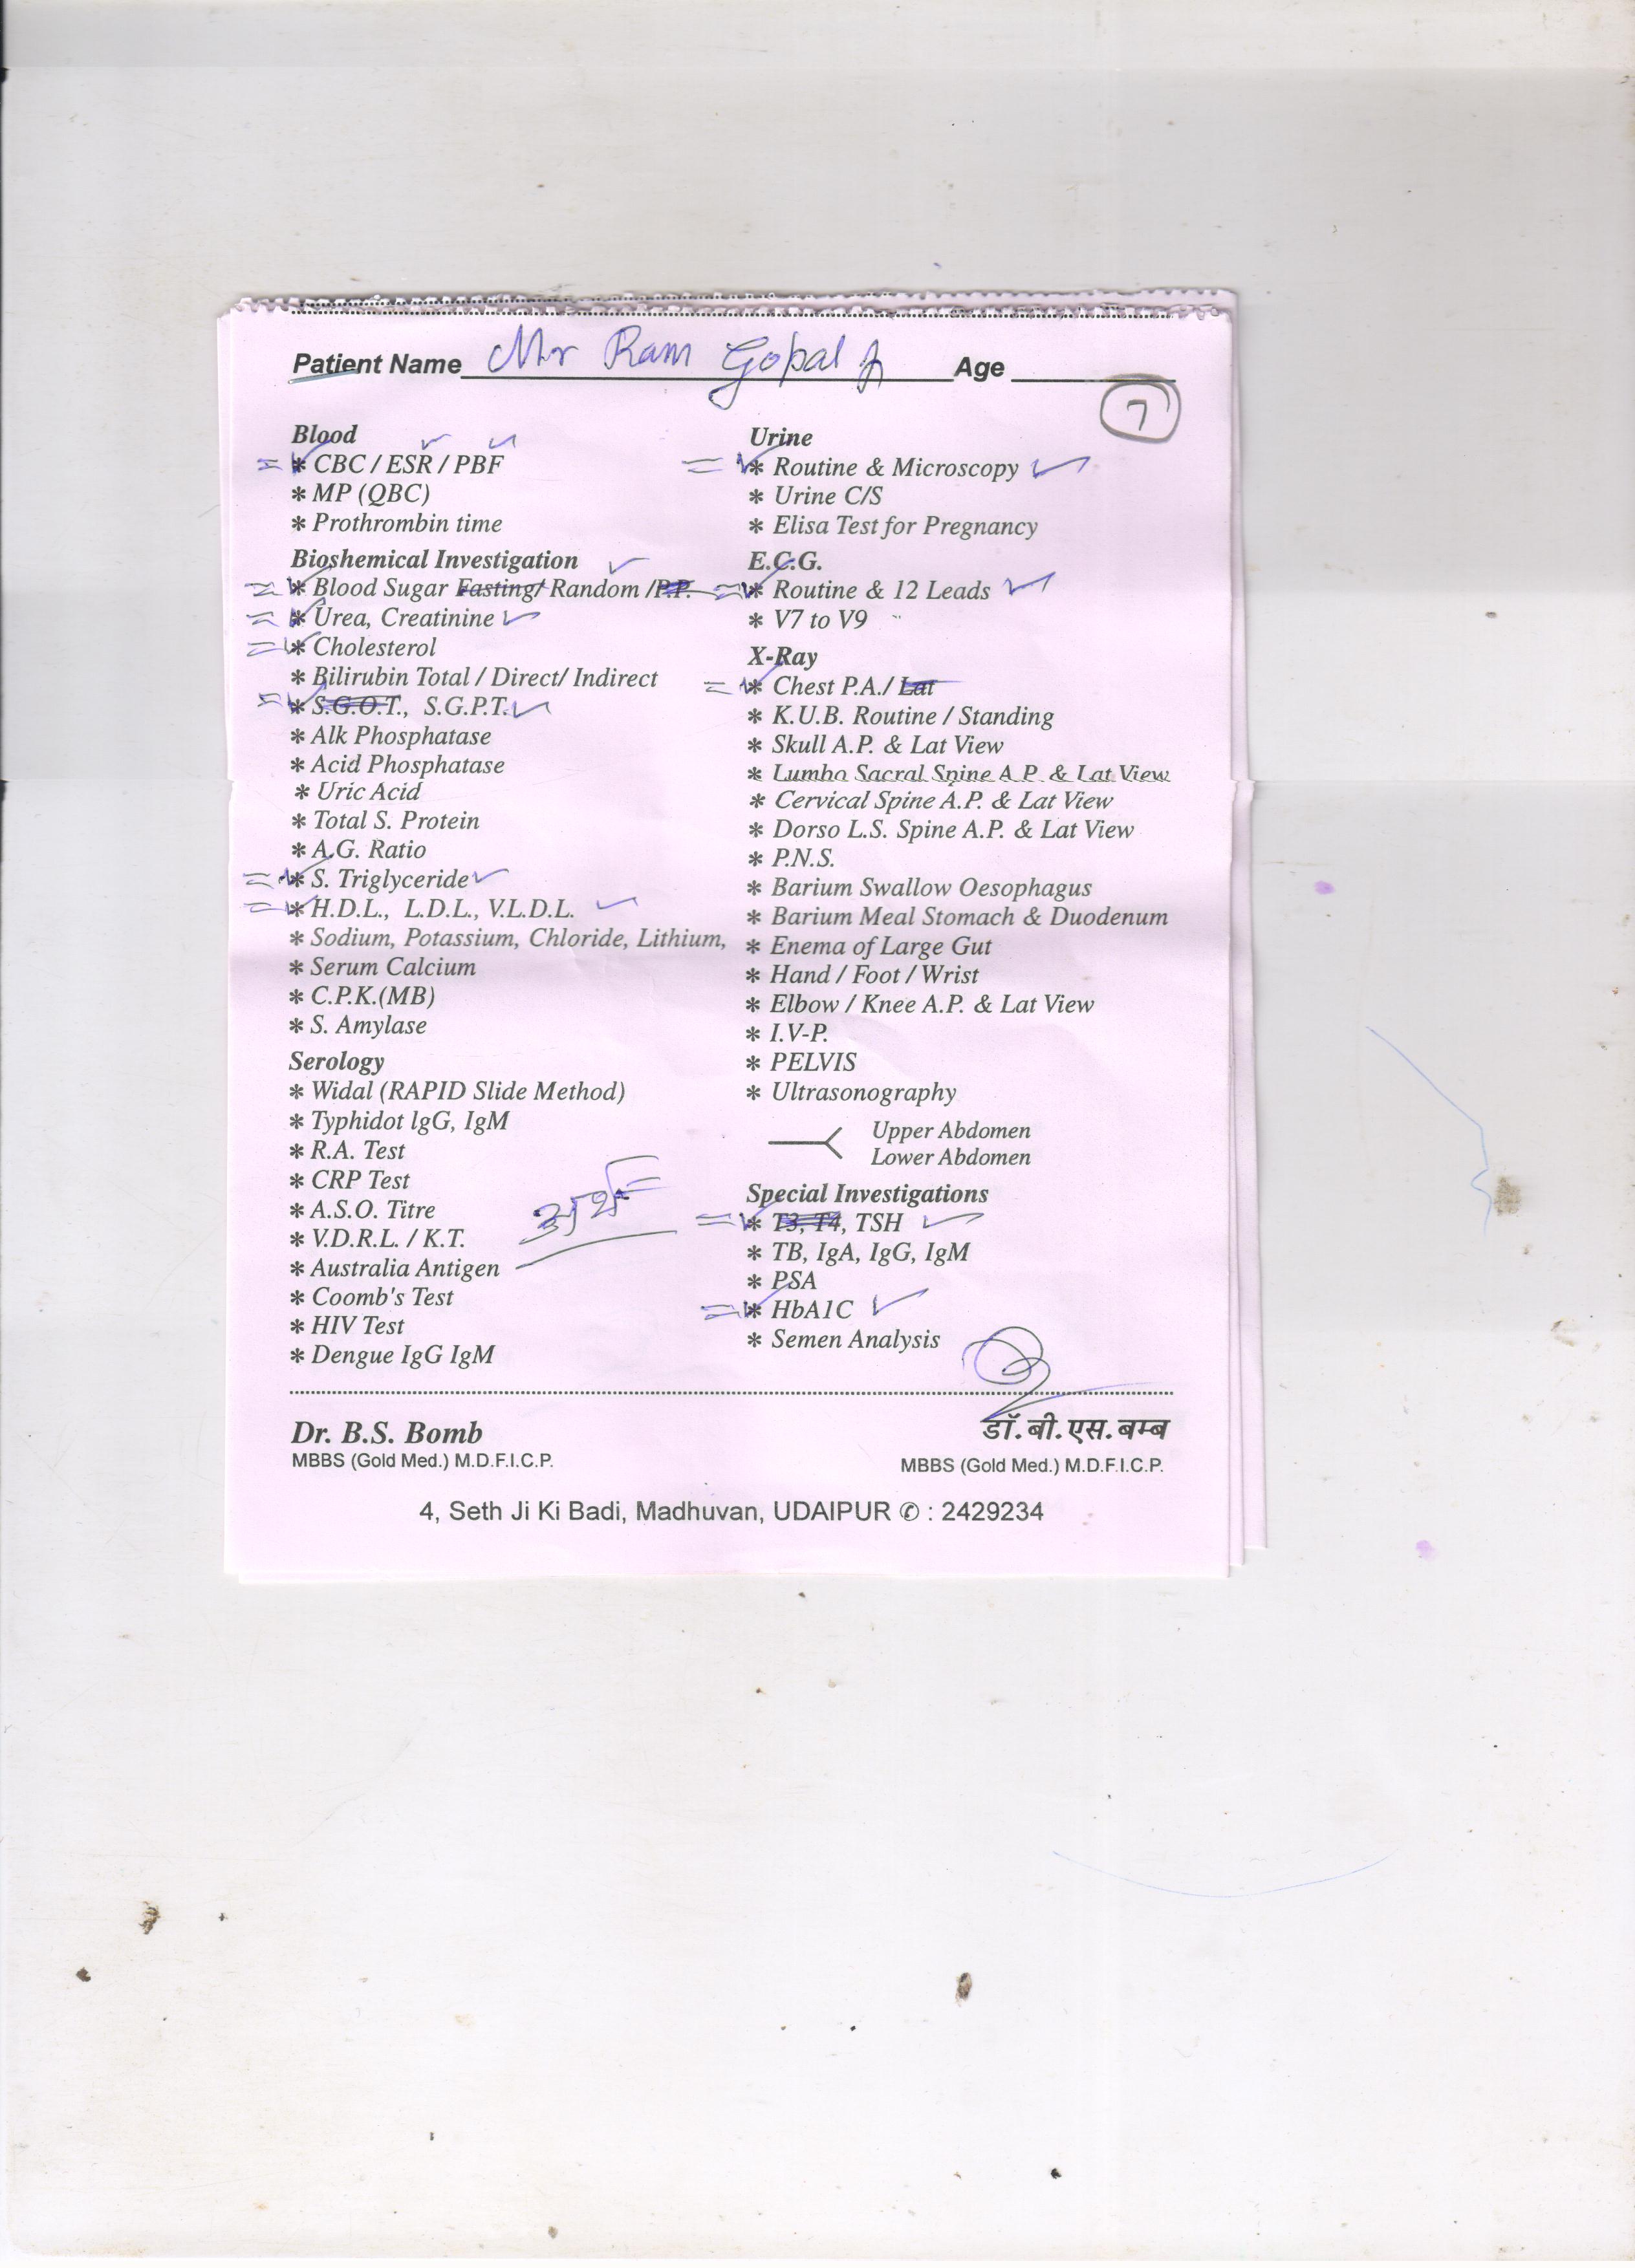 Patient Name Mr Ram Gopal Ji Age
7
Blood
* CBC / ESR / PBF
* MP (QBC)
* Prothrombin time
Bioshemical Investigation
* Blood Sugar Fasting/ Random /P.P.
* Urea, Creatinine
* Cholesterol
* Bilirubin Total / Direct/ Indirect
* S.G.O.T., S.G.P.T.
* Alk Phosphatase
* Acid Phosphatase
* Uric Acid
* Total S. Protein
* A.G. Ratio
* S. Triglyceride
* H.D.L., L.D.L., V.L.D.L.
* Sodium, Potassium, Chloride, Lithium,
* Serum Calcium
* C.P.K.(MB)
* S. Amylase
Serology
* Widal (RAPID Slide Method)
* Typhidot lgG, IgM
* R.A. Test
* CRP Test
* A.S.O. Titre
* V.D.R.L. / K.T.
* Australia Antigen
* Coomb's Test
* HIV Test
* Dengue IgG IgM
Urine
* Routine & Microscopy
* Urine C/S
* Elisa Test for Pregnancy
E.C.G.
* Routine & 12 Leads
* V7 to V9
X-Ray
* Chest P.A./ Lat
* K.U.B. Routine / Standing
* Skull A.P. & Lat View
* Lumbo Sacral Spine A.P. & Lat View
* Cervical Spine A.P. & Lat View
* Dorso L.S. Spine A.P. & Lat View
* P.N.S.
* Barium Swallow Oesophagus
* Barium Meal Stomach & Duodenum
* Enema of Large Gut
* Hand / Foot / Wrist
* Elbow / Knee A.P. & Lat View
* I.V-P.
* PELVIS
* Ultrasonography
Upper Abdomen
Lower Abdomen
Special Investigations
* T3, T4, TSH
* TB, IgA, IgG, IgM
* PSA
* HbA1C
* Semen Analysis
Dr. B.S. Bomb
MBBS (Gold Med.) M.D.F.I.C.P.
डॉ. बी. एस. बम्ब
MBBS (Gold Med.) M.D.F.I.C.P.
4, Seth Ji Ki Badi, Madhuvan, UDAIPUR ✆ : 2429234